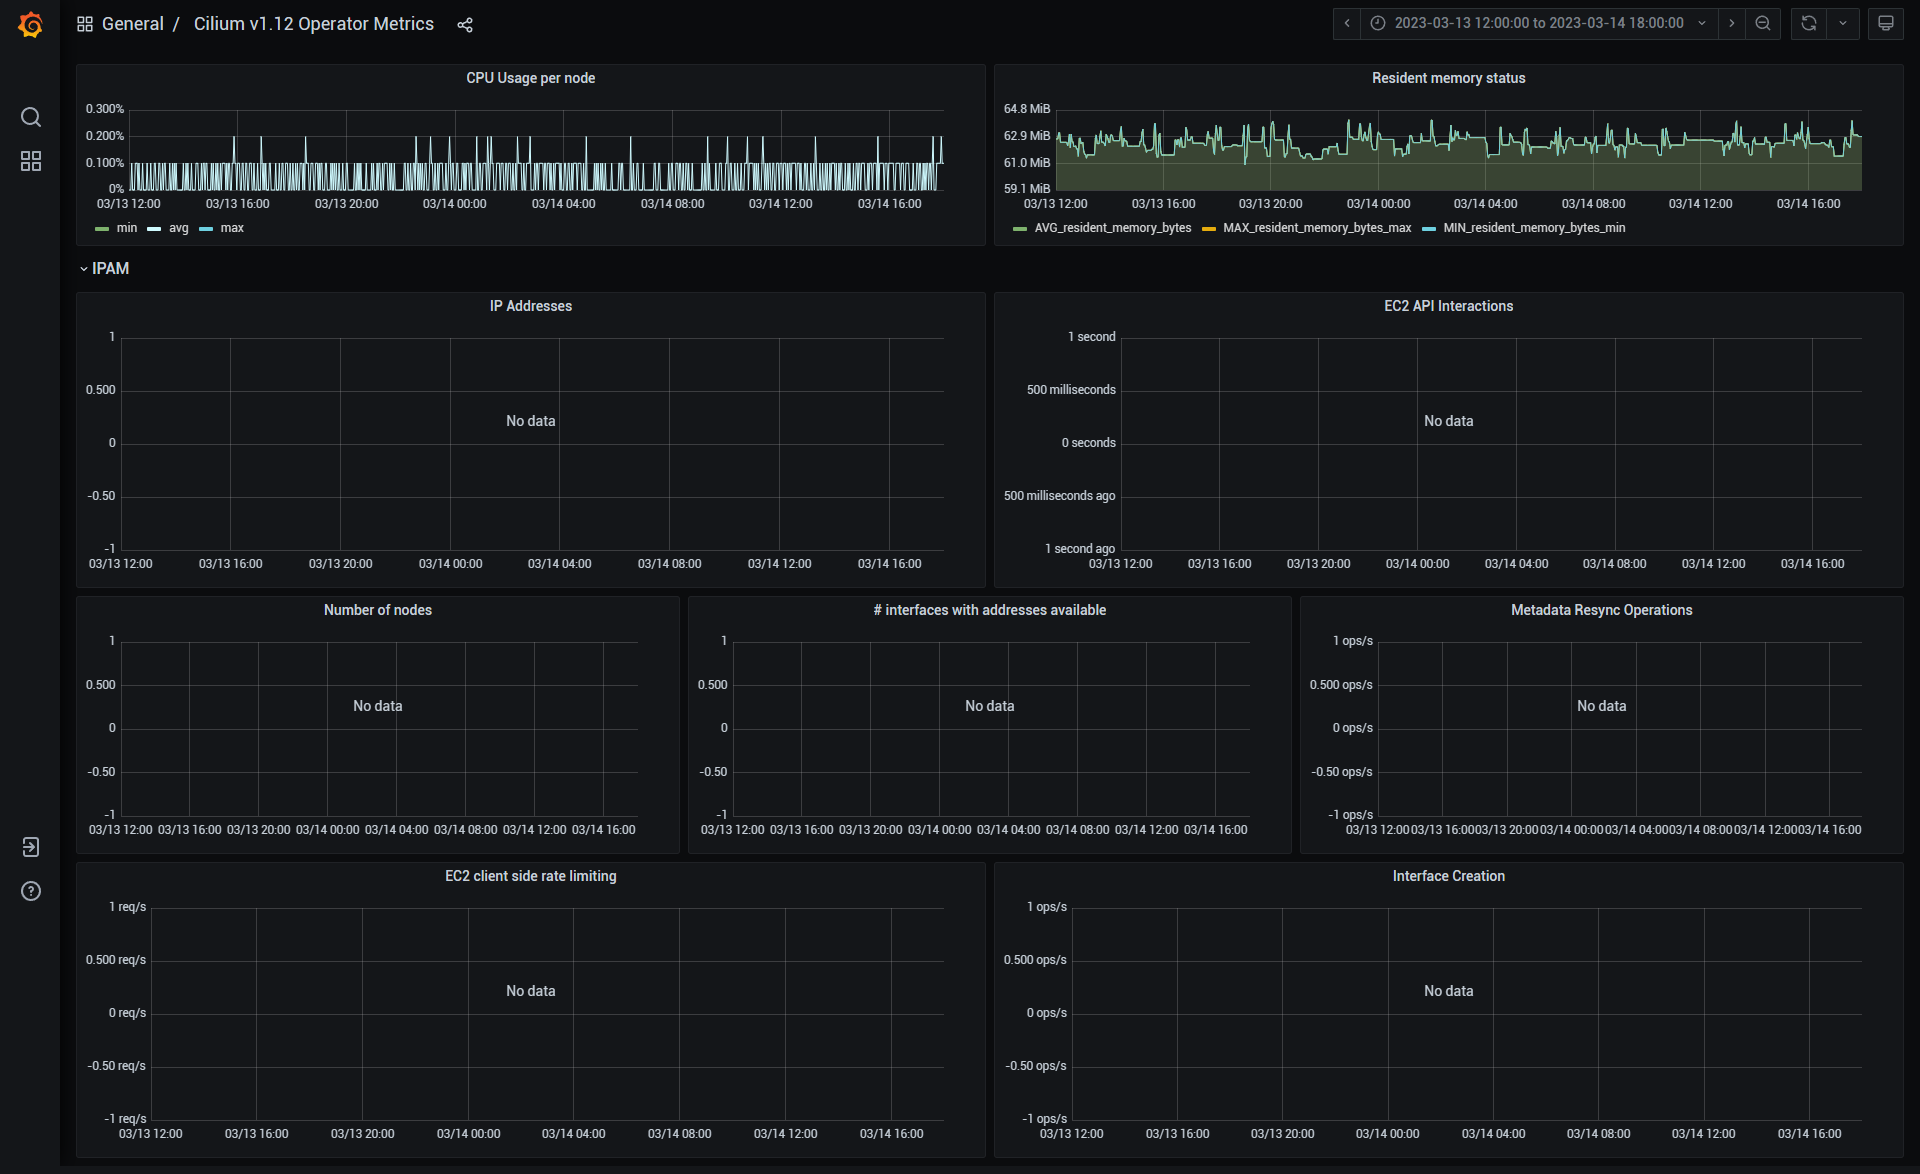 General / Cilium v1.12 Operator Metrics
2023-03-13 12:00:00 to 2023-03-14 18:00:00
CPU Usage per node
0.300%
0.200%
0.100%
0%
03/13 12:00 03/13 16:00 03/13 20:00 03/14 00:00 03/14 04:00 03/14 08:00 03/14 12:00 03/14 16:00
min avg max
Resident memory status
64.8 MiB
62.9 MiB
61.0 MiB
59.1 MiB
03/13 12:00 03/13 16:00 03/13 20:00 03/14 00:00 03/14 04:00 03/14 08:00 03/14 12:00 03/14 16:00
AVG_resident_memory_bytes MAX_resident_memory_bytes_max MIN_resident_memory_bytes_min
IPAM
IP Addresses
1
0.500
No data
0
-0.50
-1
03/13 12:00 03/13 16:00 03/13 20:00 03/14 00:00 03/14 04:00 03/14 08:00 03/14 12:00 03/14 16:00
EC2 API Interactions
1 second
500 milliseconds
No data
0 seconds
500 milliseconds ago
1 second ago
03/13 12:00 03/13 16:00 03/13 20:00 03/14 00:00 03/14 04:00 03/14 08:00 03/14 12:00 03/14 16:00
Number of nodes
1
0.500
No data
0
-0.50
-1
03/13 12:00 03/13 16:00 03/13 20:00 03/14 00:00 03/14 04:00 03/14 08:00 03/14 12:00 03/14 16:00
# interfaces with addresses available
1
0.500
No data
0
-0.50
-1
03/13 12:00 03/13 16:00 03/13 20:00 03/14 00:00 03/14 04:00 03/14 08:00 03/14 12:00 03/14 16:00
Metadata Resync Operations
1 ops/s
0.500 ops/s
No data
0 ops/s
-0.50 ops/s
-1 ops/s
03/13 12:00 03/13 16:00 03/13 20:00 03/14 00:00 03/14 04:00 03/14 08:00 03/14 12:00 03/14 16:00
EC2 client side rate limiting
1 req/s
0.500 req/s
No data
0 req/s
-0.50 req/s
-1 req/s
03/13 12:00 03/13 16:00 03/13 20:00 03/14 00:00 03/14 04:00 03/14 08:00 03/14 12:00 03/14 16:00
Interface Creation
1 ops/s
0.500 ops/s
No data
0 ops/s
-0.50 ops/s
-1 ops/s
03/13 12:00 03/13 16:00 03/13 20:00 03/14 00:00 03/14 04:00 03/14 08:00 03/14 12:00 03/14 16:00